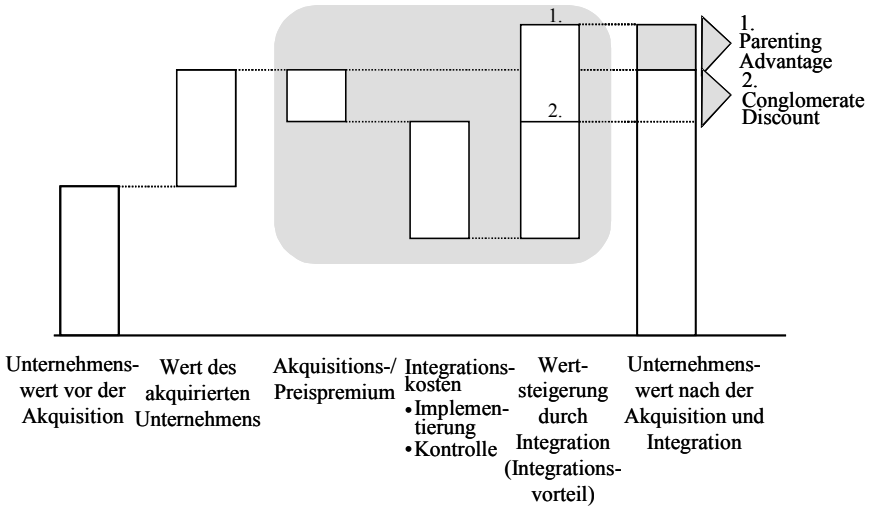 1.
2.
1.
Parenting
Advantage
2.
Conglomerate
Discount
Unternehmens-
wert vor der
Akquisition
Wert des
akquirierten
Unternehmens
Akquisitions-/
Preispremium
Integrations-
kosten
• Implemen-
tierung
• Kontrolle
Wert-
steigerung
durch
Integration
(Integrations-
vorteil)
Unternehmens-
wert nach der
Akquisition und
Integration